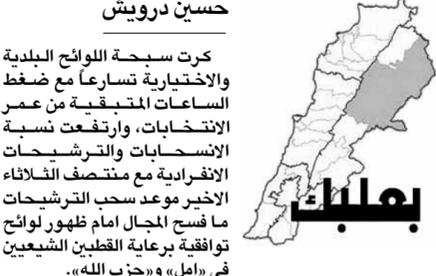 حسين درويش
كرت سبحة اللوائح البلدية
والاختيارية تسارعاً مع ضغط
الساعات المتبقية من عمر
الانتخابات، وارتفعت نسبة
الانسحابات والترشيحات
الانفرادية مع منتصف الثلاثاء
الاخير موعد سحب الترشيحات
ما فسح المجال امام ظهور لوائح
توافقية برعاية القطبين الشيعيين
في «امل» و«حزب الله».
بعلبك